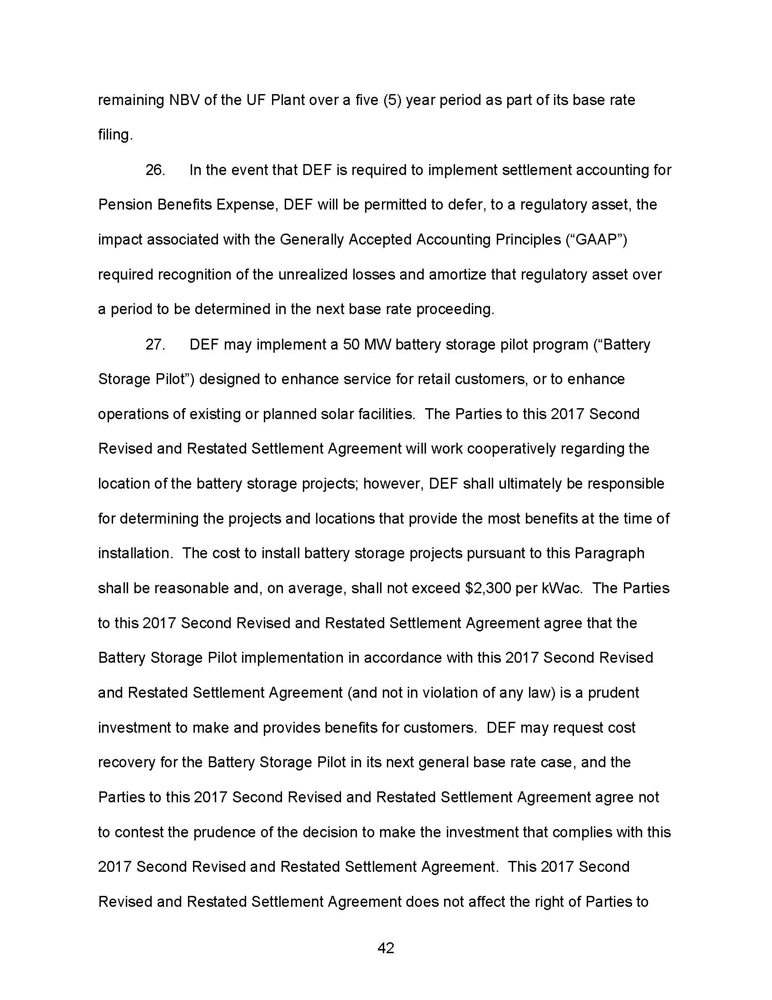 remaining NBV of the UF Plant over a five (5) year period as part of its base rate
filing.
26. In the event that DEF is required to implement settlement accounting for
Pension Benefits Expense, DEF will be permitted to defer, to a regulatory asset, the
impact associated with the Generally Accepted Accounting Principles (“GAAP”)
required recognition of the unrealized losses and amortize that regulatory asset over
a period to be determined in the next base rate proceeding.
27. DEF may implement a 50 MW battery storage pilot program (“Battery
Storage Pilot”) designed to enhance service for retail customers, or to enhance
operations of existing or planned solar facilities.  The Parties to this 2017 Second
Revised and Restated Settlement Agreement will work cooperatively regarding the
location of the battery storage projects; however, DEF shall ultimately be responsible
for determining the projects and locations that provide the most benefits at the time of
installation.  The cost to install battery storage projects pursuant to this Paragraph
shall be reasonable and, on average, shall not exceed $2,300 per kWac.  The Parties
to this 2017 Second Revised and Restated Settlement Agreement agree that the
Battery Storage Pilot implementation in accordance with this 2017 Second Revised
and Restated Settlement Agreement (and not in violation of any law) is a prudent
investment to make and provides benefits for customers.  DEF may request cost
recovery for the Battery Storage Pilot in its next general base rate case, and the
Parties to this 2017 Second Revised and Restated Settlement Agreement agree not
to contest the prudence of the decision to make the investment that complies with this
2017 Second Revised and Restated Settlement Agreement.  This 2017 Second
Revised and Restated Settlement Agreement does not affect the right of Parties to
42